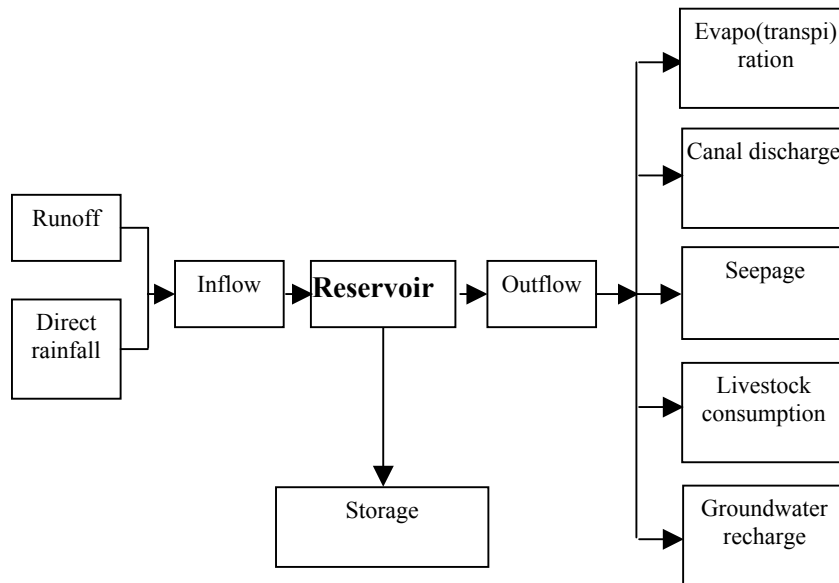 Runoff
Direct
rainfall
Inflow
Reservoir
Storage
Outflow
Evapo(transpi)
ration
Canal discharge
Seepage
Livestock
consumption
Groundwater
recharge